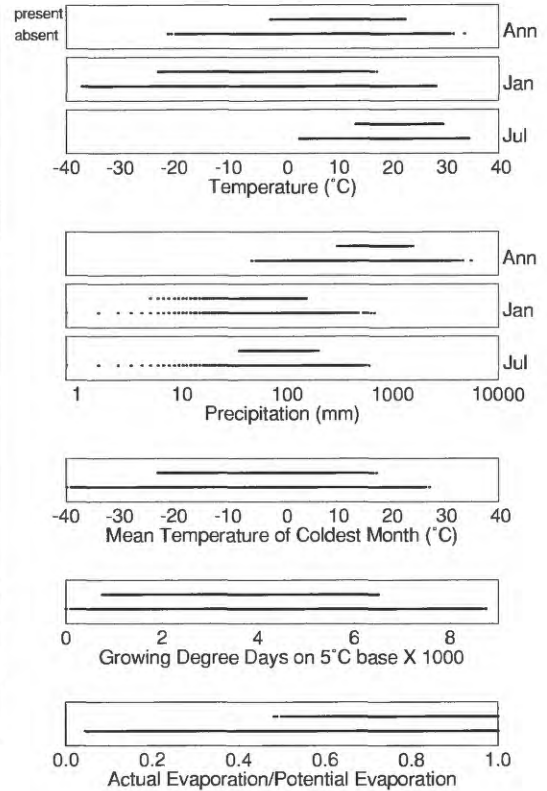 present
absent
Ann
Jan
Jul
-40 -30 -20 -10 0 10 20 30 40
Temperature (˚C)
Ann
Jan
Jul
1 10 100 1000 10000
Precipitation (mm)
-40 -30 -20 -10 0 10 20 30 40
Mean Temperature of Coldest Month (˚C)
0 2 4 6 8
Growing Degree Days on 5˚C base X 1000
0.0 0.2 0.4 0.6 0.8 1.0
Actual Evaporation/Potential Evaporation